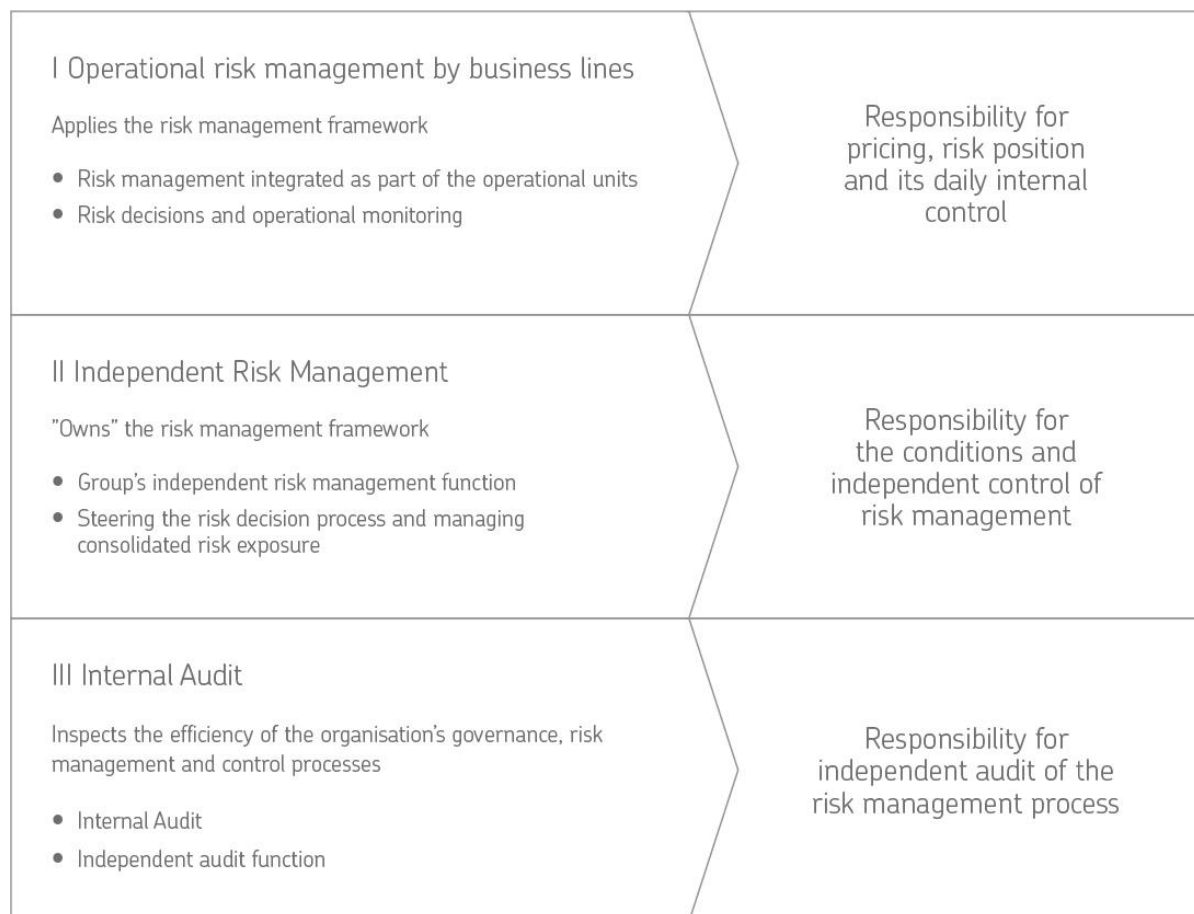 I Operational risk management by business lines
Applies the risk management framework
• Risk management integrated as part of the operational units
• Risk decisions and operational monitoring
Responsibility for
pricing, risk position
and its daily internal
control
II Independent Risk Management
”Owns” the risk management framework
• Group’s independent risk management function
• Steering the risk decision process and managing
consolidated risk exposure
Responsibility for
the conditions and
independent control of
risk management
III Internal Audit
Inspects the efficiency of the organisation’s governance, risk
management and control processes
• Internal Audit
• Independent audit function
Responsibility for
independent audit of the
risk management process